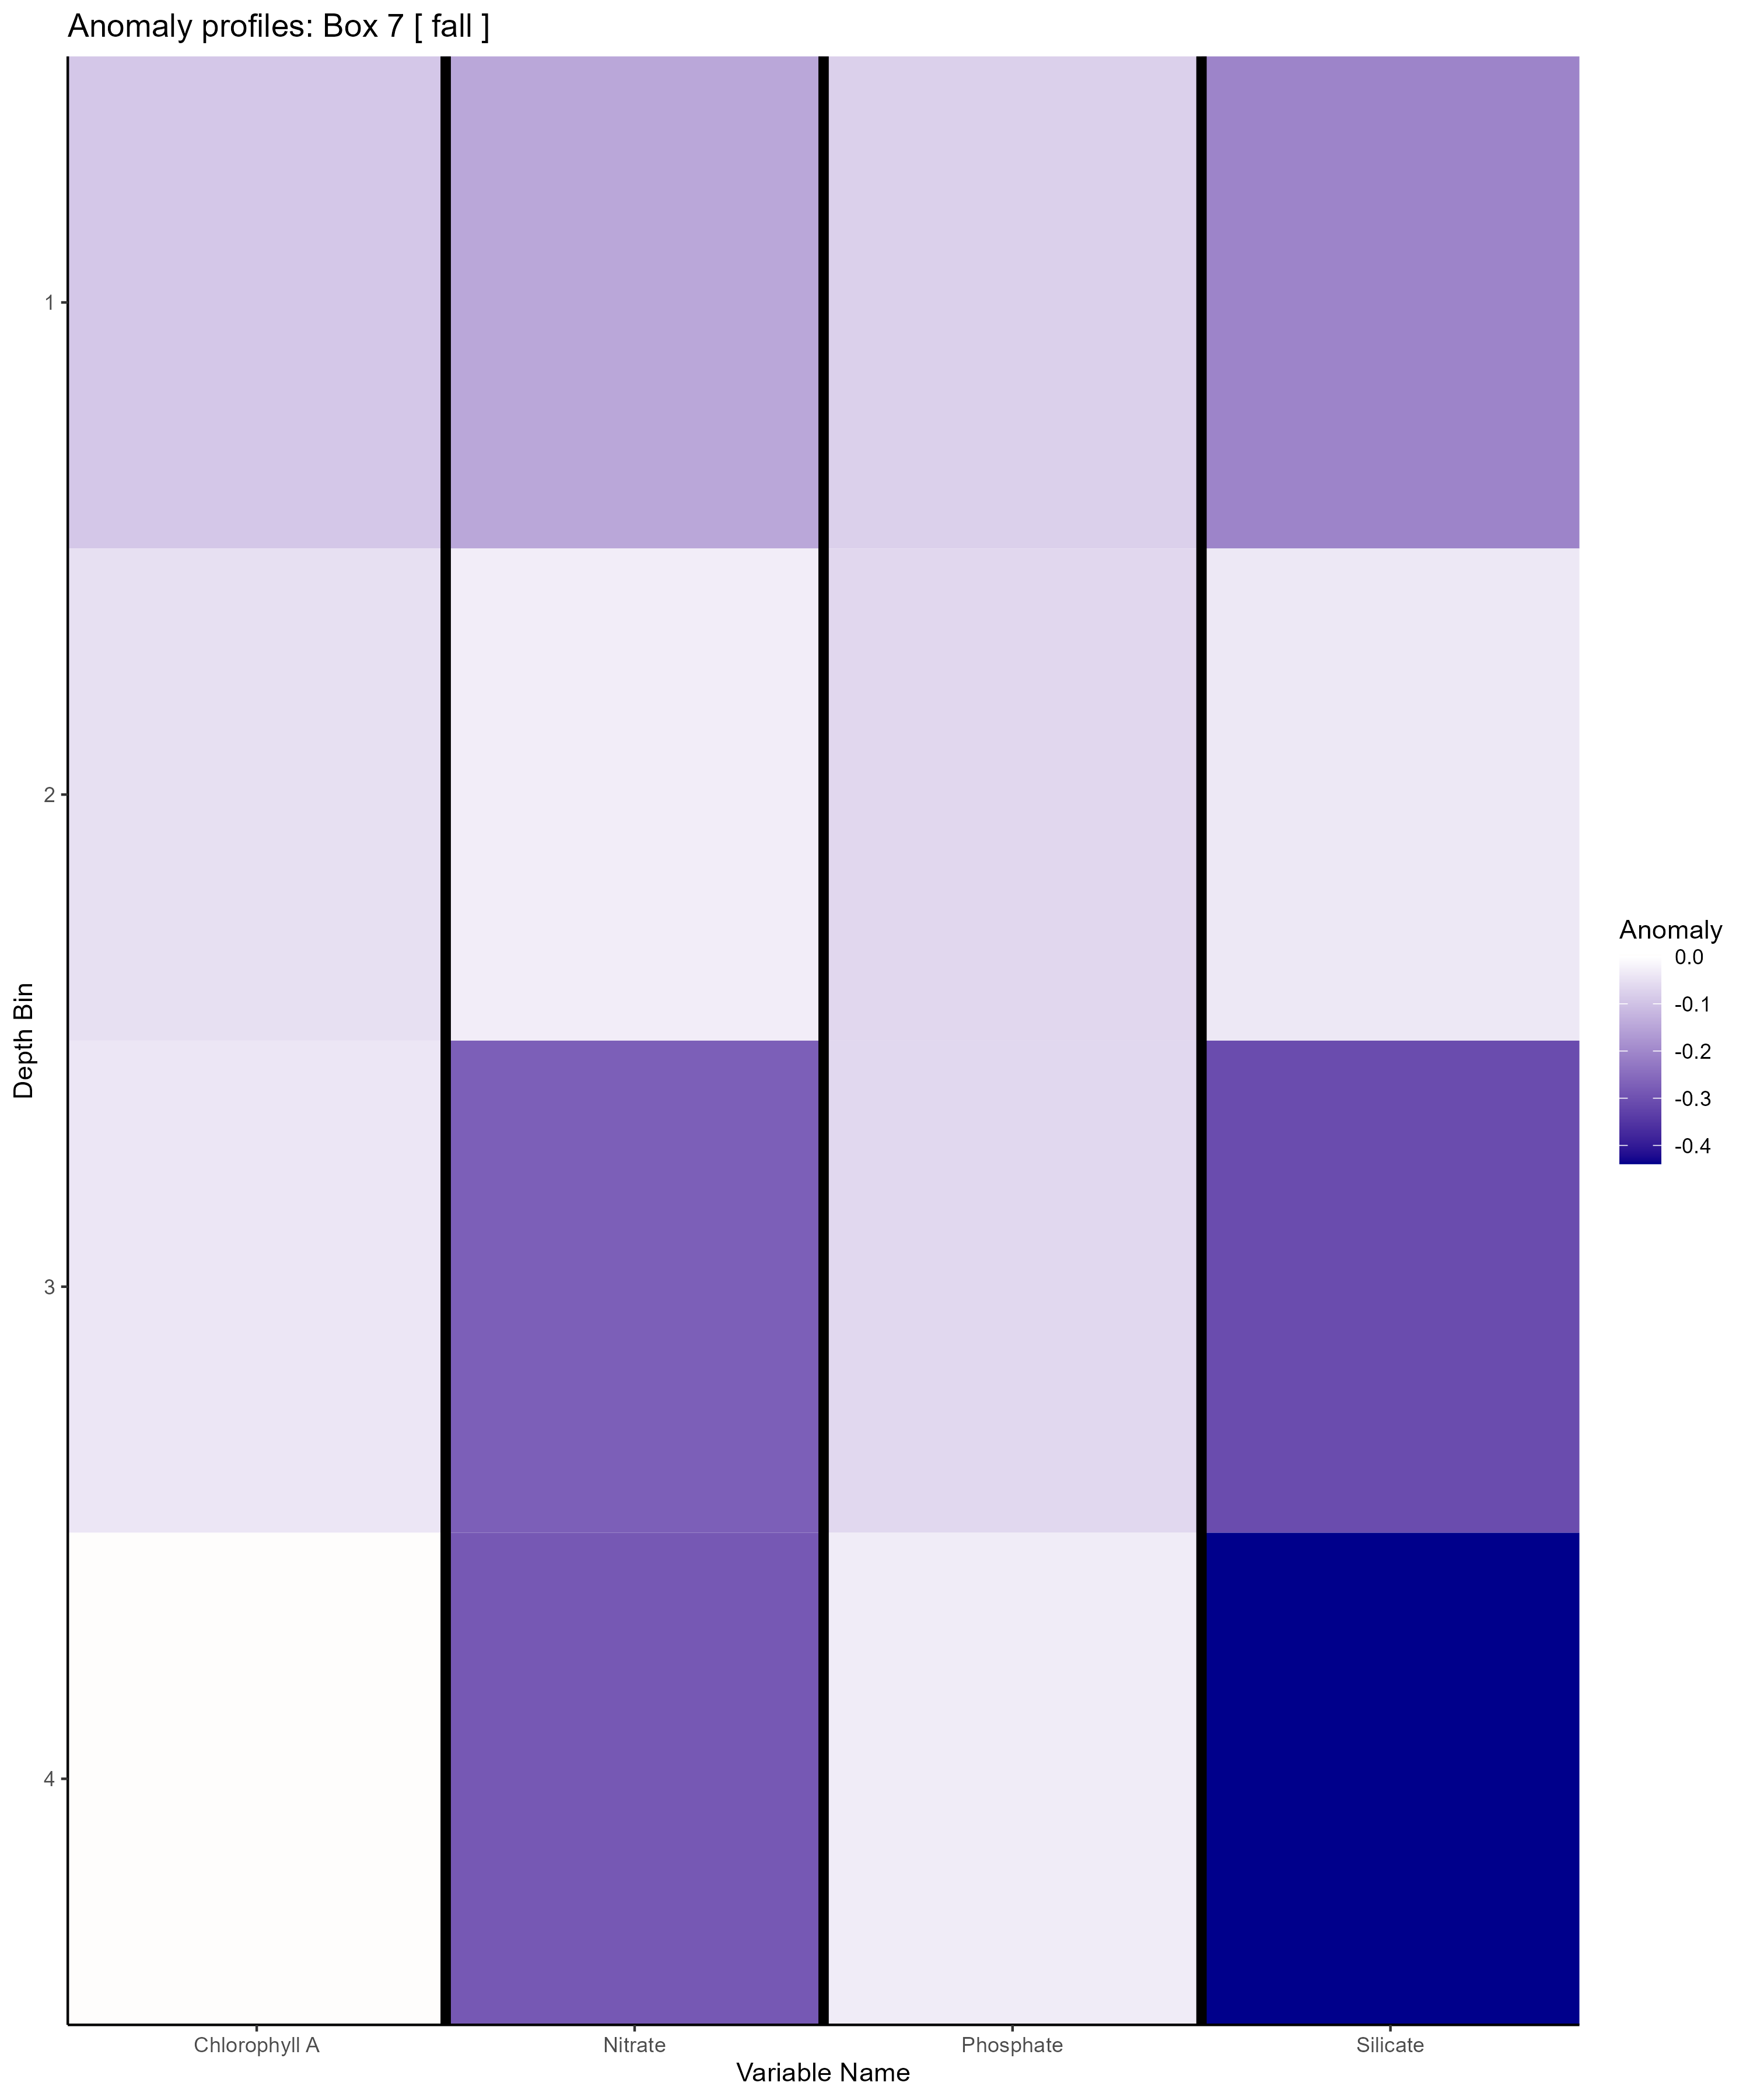 Anomaly profiles: Box 7 [ fall ]
1
2
3
4
Depth Bin
Chlorophyll A
Nitrate
Phosphate
Silicate
Variable Name
Anomaly
0.0
-0.1
-0.2
-0.3
-0.4